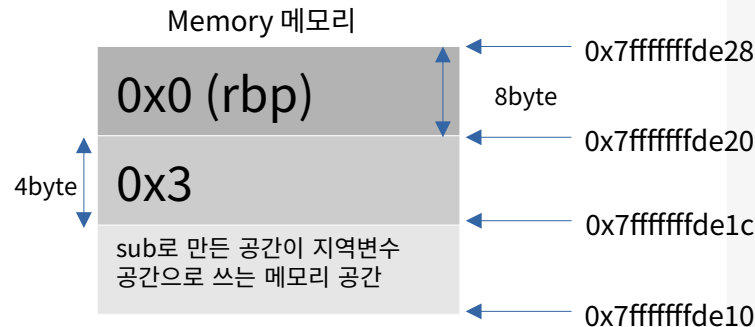 Memory 메모리
0x7fffffffde28
0x0 (rbp)
8byte
0x7fffffffde20
4byte
0x3
0x7fffffffde1c
sub로 만든 공간이 지역변수
공간으로 쓰는 메모리 공간
0x7fffffffde10